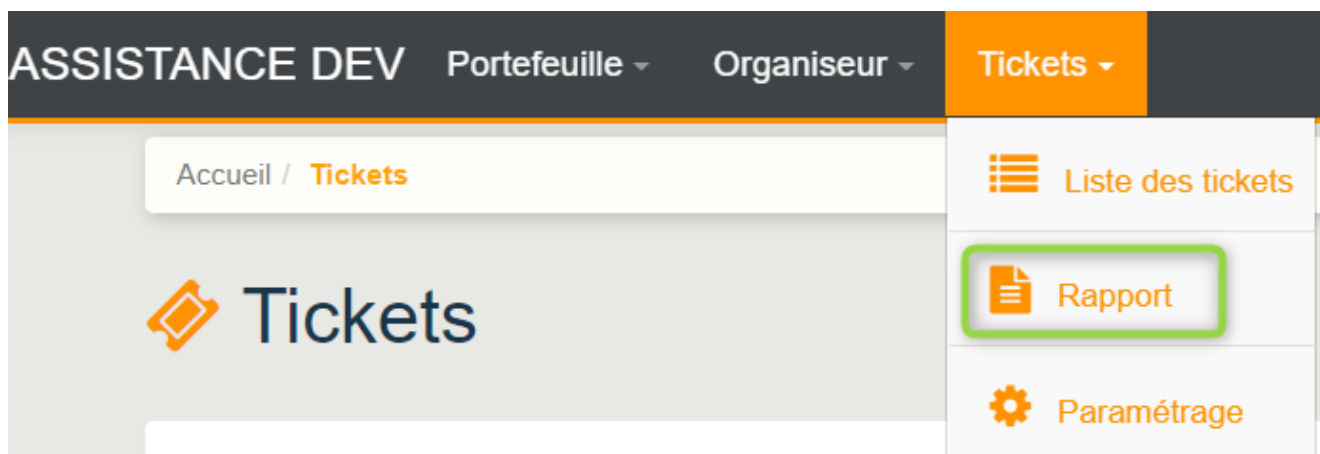 ASSISTANCE DEV Portefeuille Organiseur Tickets
Accueil / Tickets
Liste des tickets
Tickets
Rapport
Paramétrage